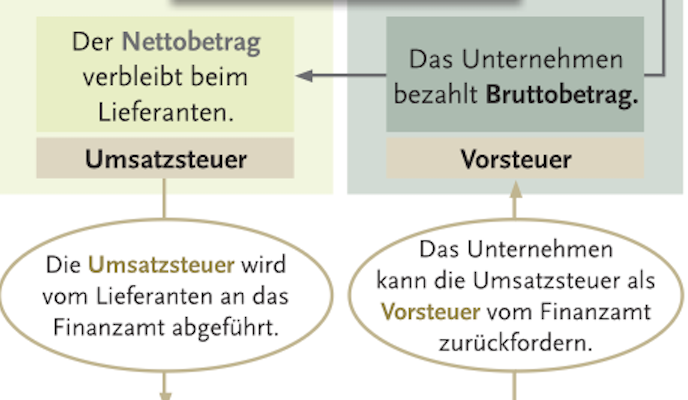 Der Nettobetrag
verbleibt beim
Lieferanten.
Das Unternehmen
bezahlt Bruttobetrag.
Umsatzsteuer
Vorsteuer
Die Umsatzsteuer wird
vom Lieferanten an das
Finanzamt abgeführt.
Das Unternehmen
kann die Umsatzsteuer als
Vorsteuer vom Finanzamt
zurückfordern.